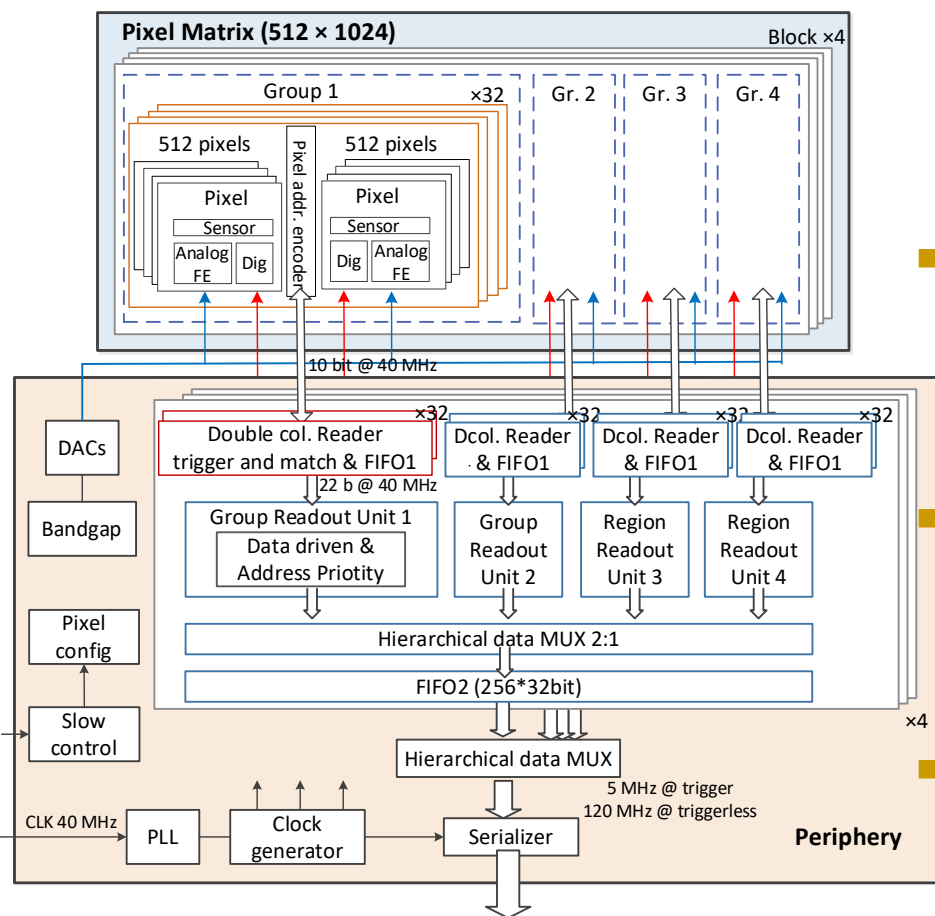 Pixel Matrix (512 × 1024)
Block ×4
Group 1
×32
Gr. 2
Gr. 3
Gr. 4
512 pixels
Pixel addr. encoder
512 pixels
Pixel
Sensor
Analog
FE
Dig
Pixel
Sensor
Dig
Analog
FE
10 bit @ 40 MHz
×32
×32
×32
×32
Double col. Reader
trigger and match & FIFO1
Dcol. Reader
& FIFO1
Dcol. Reader
& FIFO1
Dcol. Reader
& FIFO1
DACs
22 b @ 40 MHz
Bandgap
Group Readout Unit 1
Data driven &
Address Priotity
Group
Readout
Unit 2
Region
Readout
Unit 3
Region
Readout
Unit 4
Pixel
config
Hierarchical data MUX 2:1
FIFO2 (256*32bit)
Slow
control
×4
Hierarchical data MUX
5 MHz @ trigger
120 MHz @ triggerless
CLK 40 MHz
PLL
Clock
generator
Serializer
Periphery